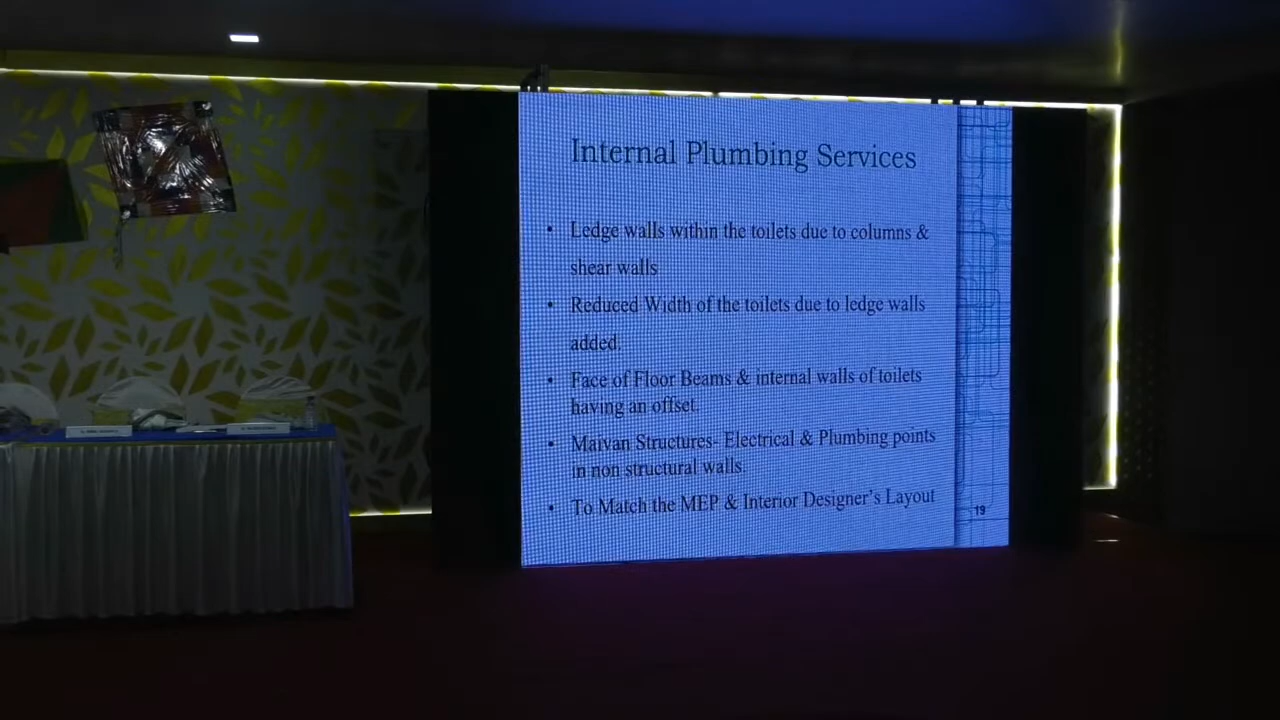 Internal Plumbing Services
• Ledge walls within the toilets due to columns &
shear walls
• Reduced Width of the toilets due to ledge walls
added.
• Face of Floor Beams & internal walls of toilets
having an offset.
• Maivan Structures- Electrical & Plumbing points
in non structural walls.
• To Match the MEP & Interior Designer's Layout
19